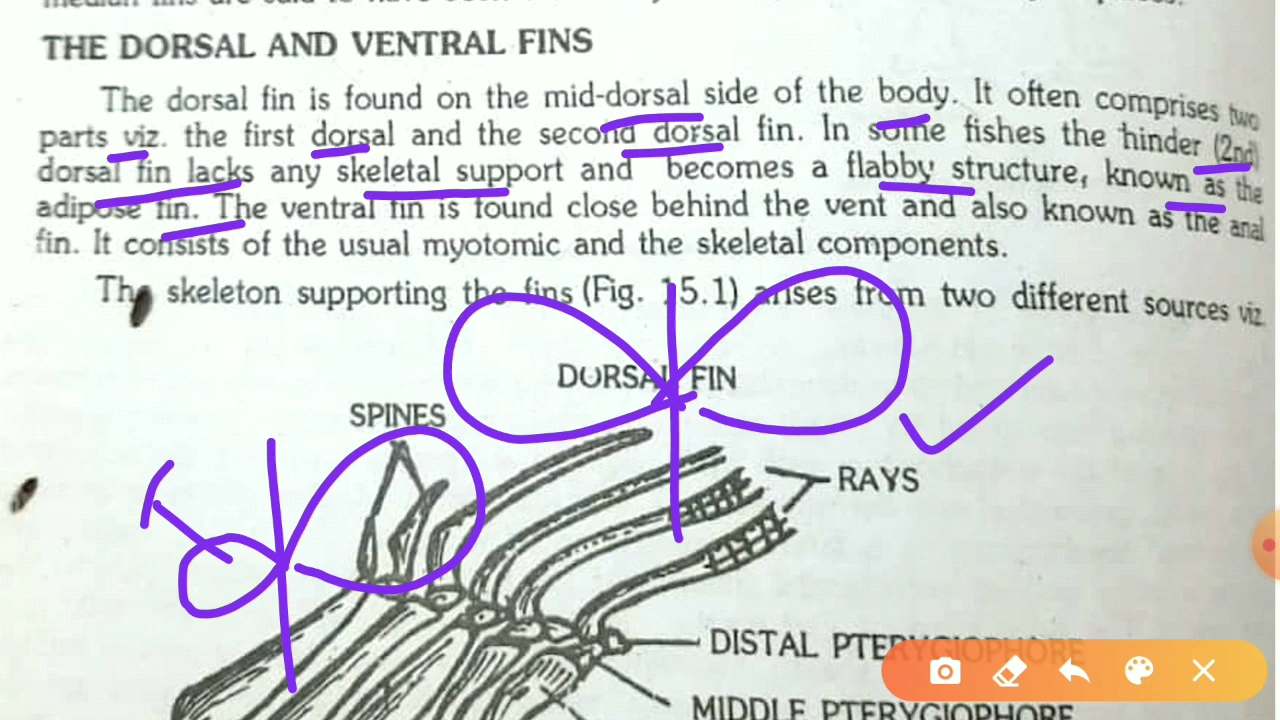 THE DORSAL AND VENTRAL FINS
The dorsal fin is found on the mid-dorsal side of the body. It often comprises two
parts viz. the first dorsal and the second dorsal fin. In some fishes the hinder (2nd)
dorsal fin lacks any skeletal support and becomes a flabby structure, known as the
adipose fin. The ventral fin is found close behind the vent and also known as the anal
fin. It consists of the usual myotomic and the skeletal components.
The skeleton supporting the fins (Fig. 15.1) arises from two different sources viz.
DORSAL FIN
SPINES
RAYS
DISTAL PTERYGIOPHORE
MIDDLE PTERYGIOPHORE